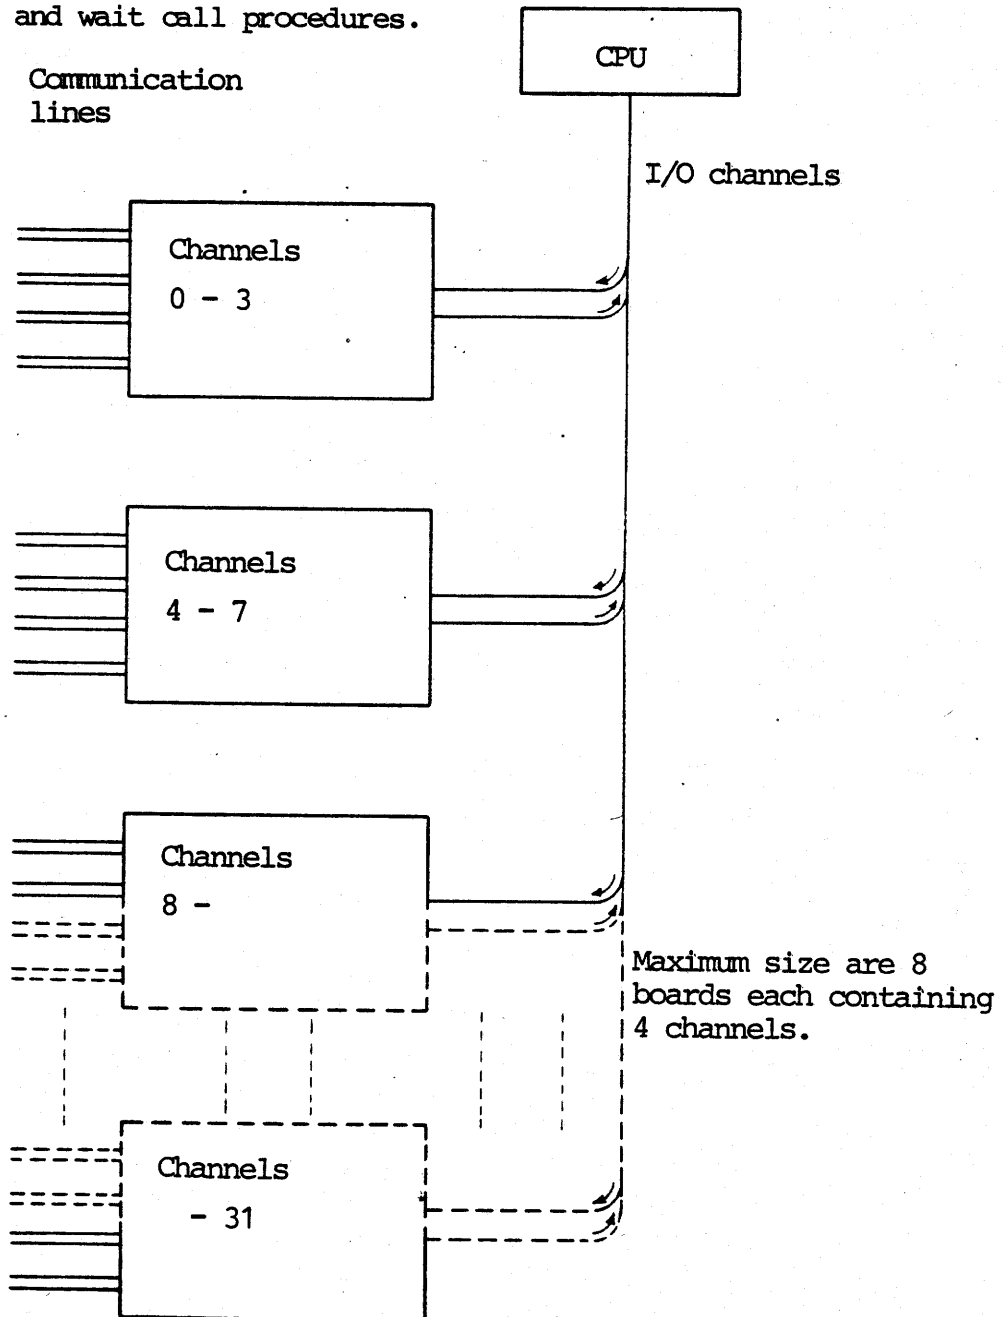 and wait call procedures.
CPU
Communication
lines
I/O channels
Channels
0 - 3
Channels
4 - 7
Channels
8 -
Maximum size are 8
boards each containing
4 channels.
Channels
- 31